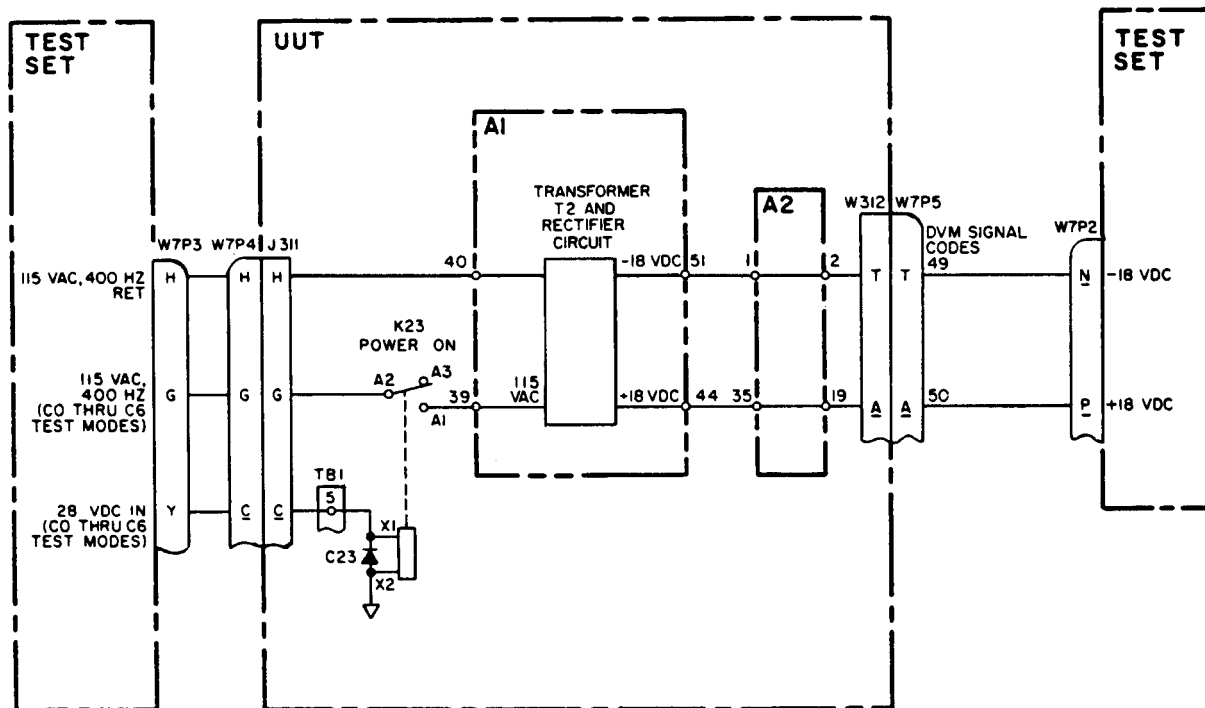 TEST
SET
UUT
TEST
SET
A1
TRANSFORMER
T2 AND
RECTIFIER
CIRCUIT
A2
W312 W7P5
DVM SIGNAL
CODES
W7P2
W7P3 W7P4 J311
115 VAC, 400 HZ
RET
H H H
40
-18 VDC 51
1 2
T T
49
N
-18 VDC
K23
POWER ON
115 VAC,
400 HZ
(CO THRU C6
TEST MODES)
G G G
A2
A3
A1
39
115
VAC
+18 VDC 44
35 19
A A
50
P
+18 VDC
28 VDC IN
(CO THRU C6
TEST MODES)
Y C C
TB1
5
X1
C23
X2